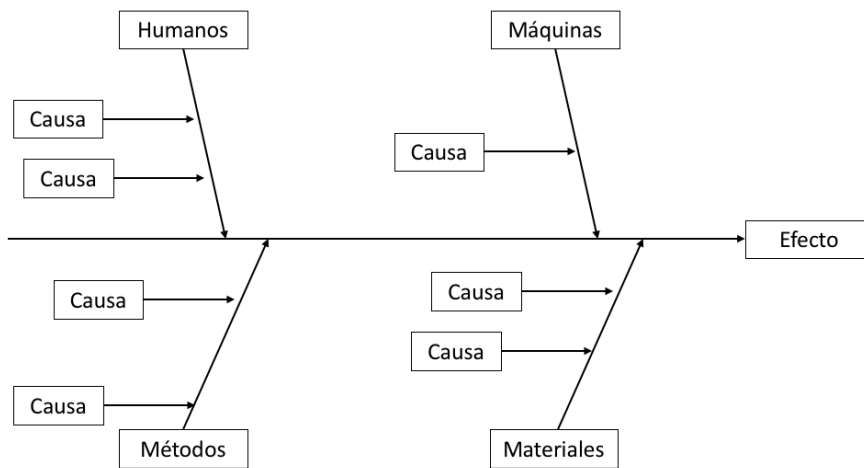 Humanos
Máquinas
Causa
Causa
Causa
Efecto
Causa
Causa
Causa
Causa
Métodos
Materiales